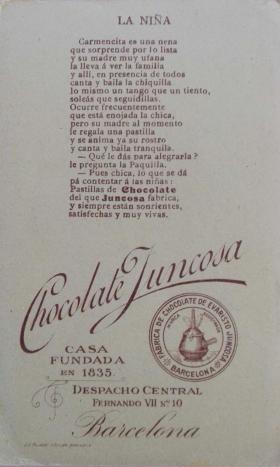 LA NIÑA
Carmencita es una nena
que sorprende por lo lista
y su madre muy ufana
la lleva á ver la familia
y allí, en presencia de todos
canta y baila la chiquilla
lo mismo un tango que un tiento,
soleás que seguidillas.
Ocurre frecuentemente
que está enojada la chica,
pero su madre al momento
le regala una pastilla
y se anima ya su rostro
y canta y baila tranquila.
— Qué le dás para alegrarla?
le pregunta la Paquilla.
— Pues chica, lo que se dá
pá contentar á las niñas:
Pastillas de Chocolate
del que Juncosa fabrica,
y siempre están sonrientes,
satisfechas y muy vivas.
Chocolate Juncosa
FÁBRICA DE CHOCOLATE DE EVARISTO JUNCOSA
BARCELONA
CASA
FUNDADA
EN 1835.
DESPACHO CENTRAL
FERNANDO VII Nº 10
Barcelona